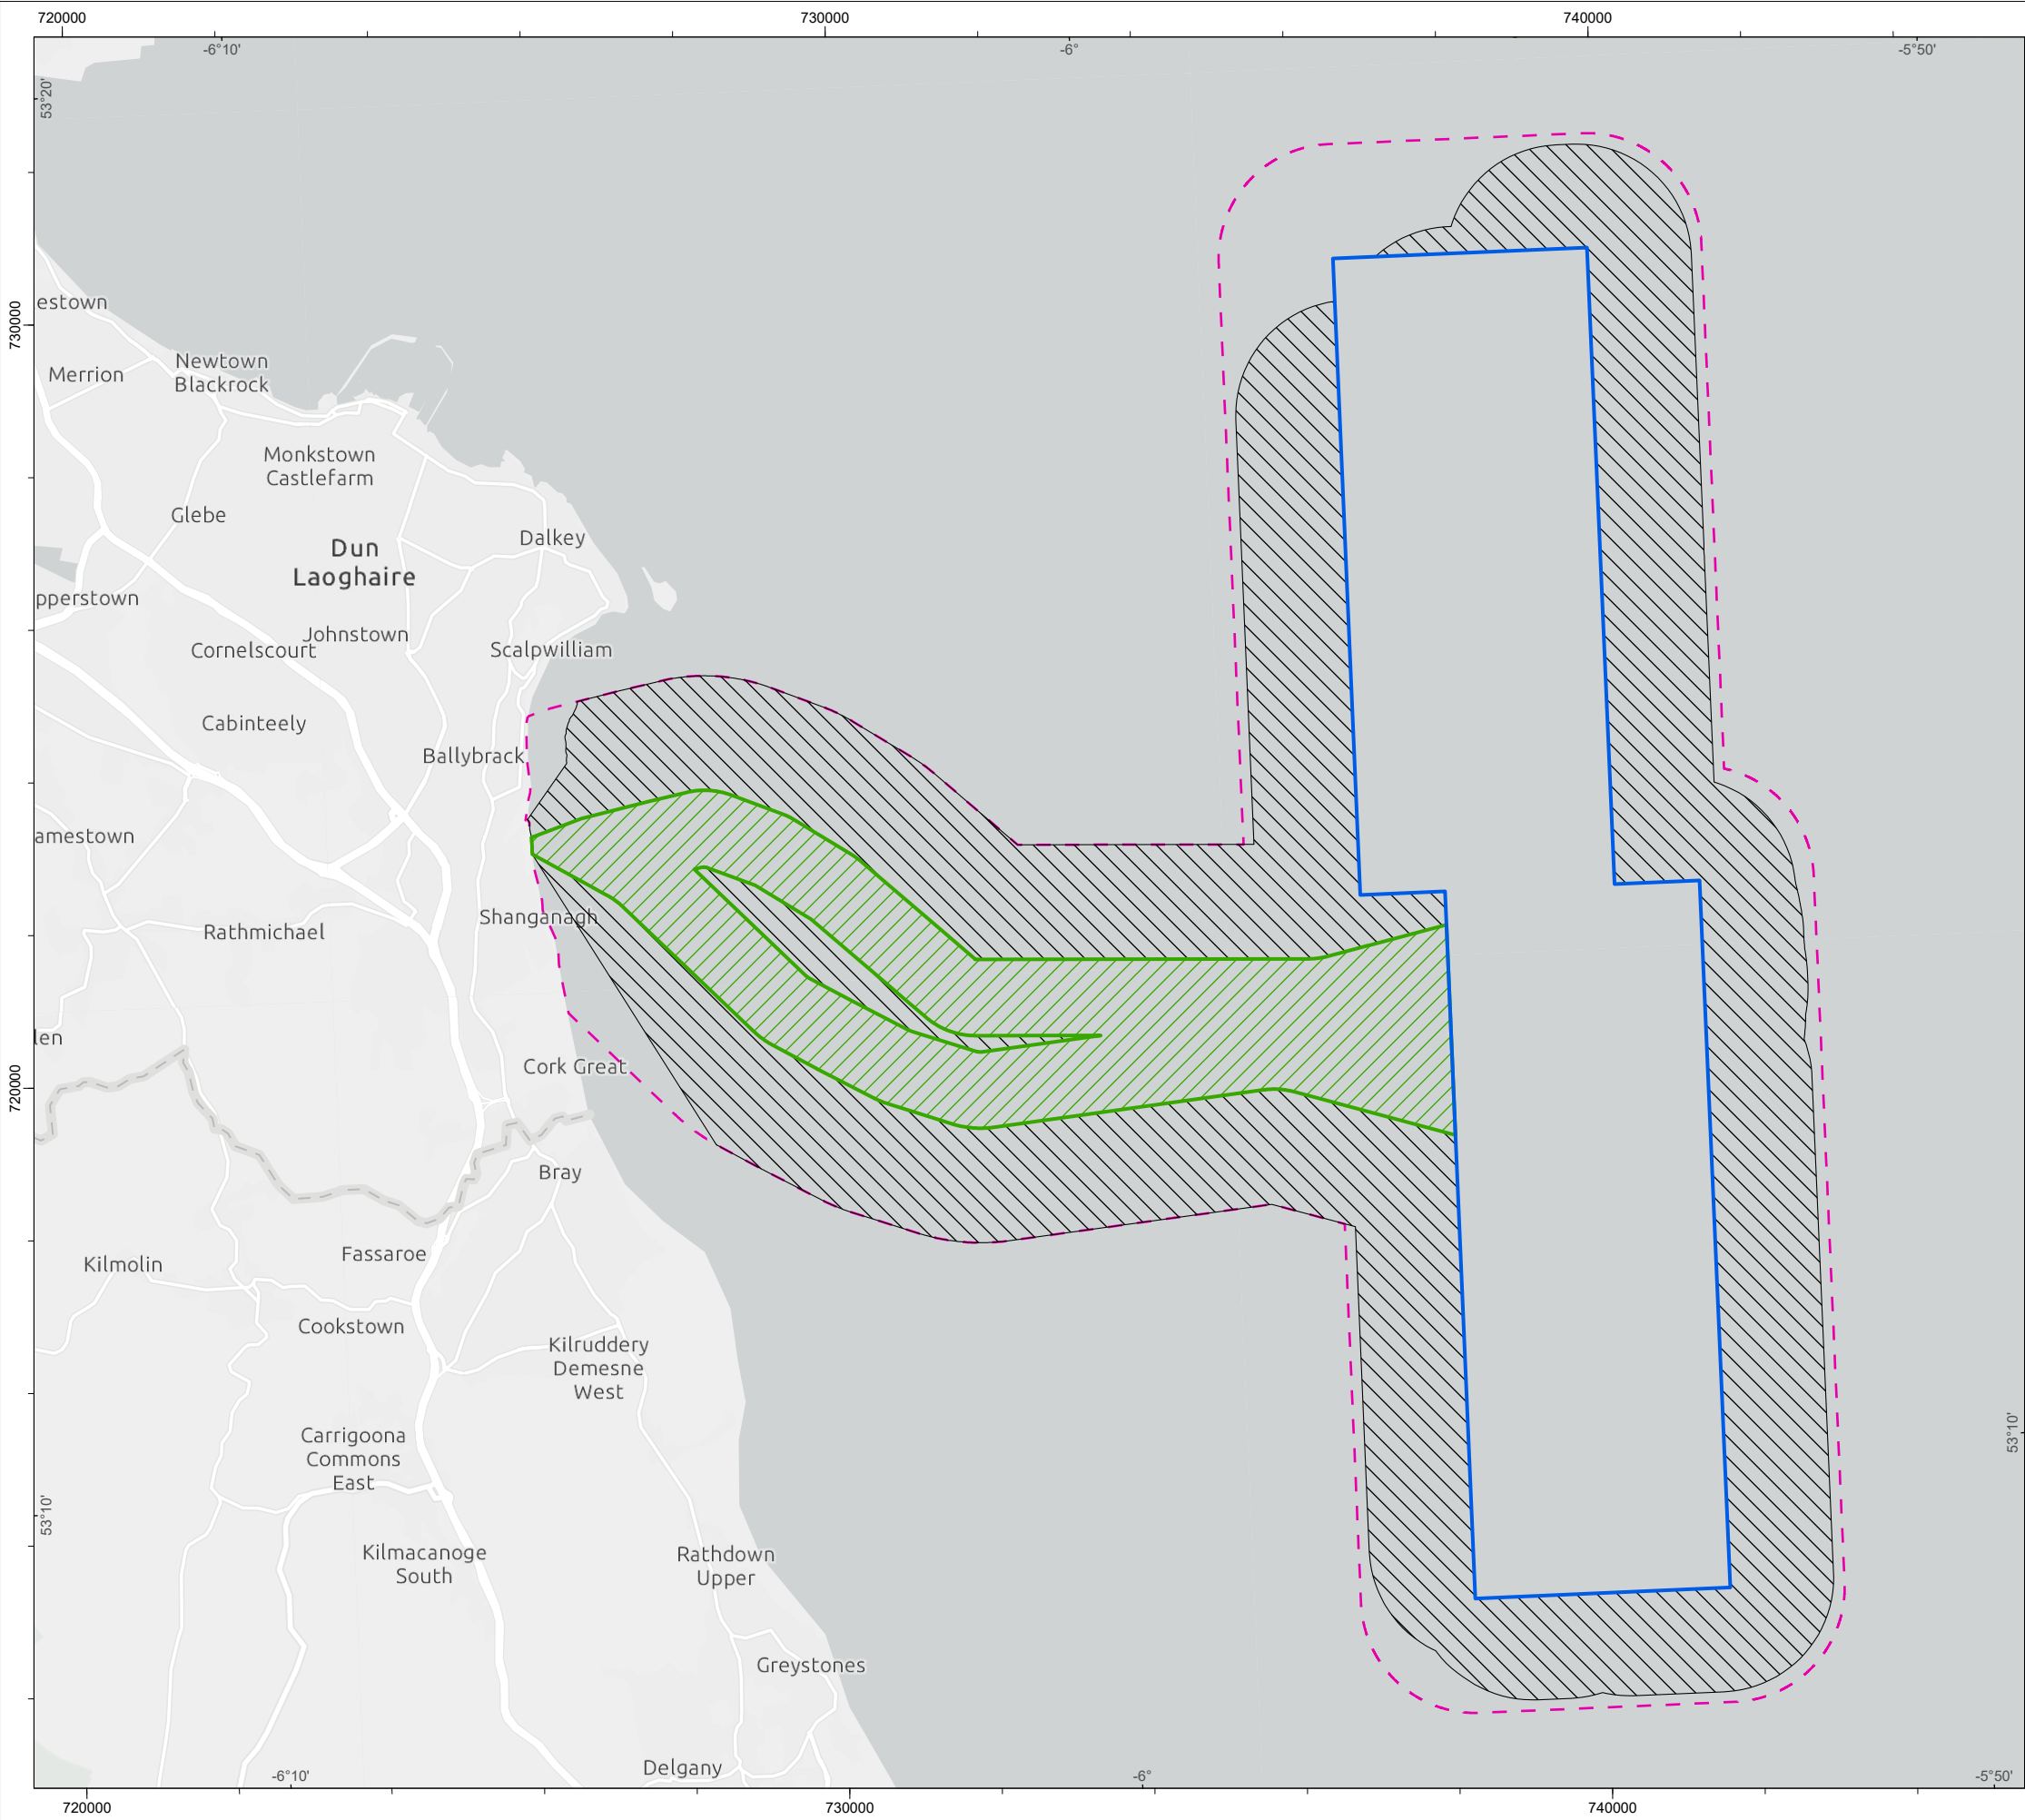 720000
730000
740000
-6°10'
-6°
-5°50'
53°20'
730000
estown
Merrion
Newtown
Blackrock
Monkstown
Castlefarm
Glebe
Dalkey
Dun
Laoghaire
pperstown
Johnstown
Cornelscourt
Scalpwilliam
Cabinteely
Ballybrack
amestown
Shanganagh
Rathmichael
len
Cork Great
720000
Bray
Fassaroe
Kilmolin
Cookstown
Kilruddery
Demesne
West
Carrigoona
Commons
East
53°10'
53°10'
Kilmacanoge
South
Rathdown
Upper
Greystones
Delgany
-6°10'
-6°
-5°50'
720000
730000
740000